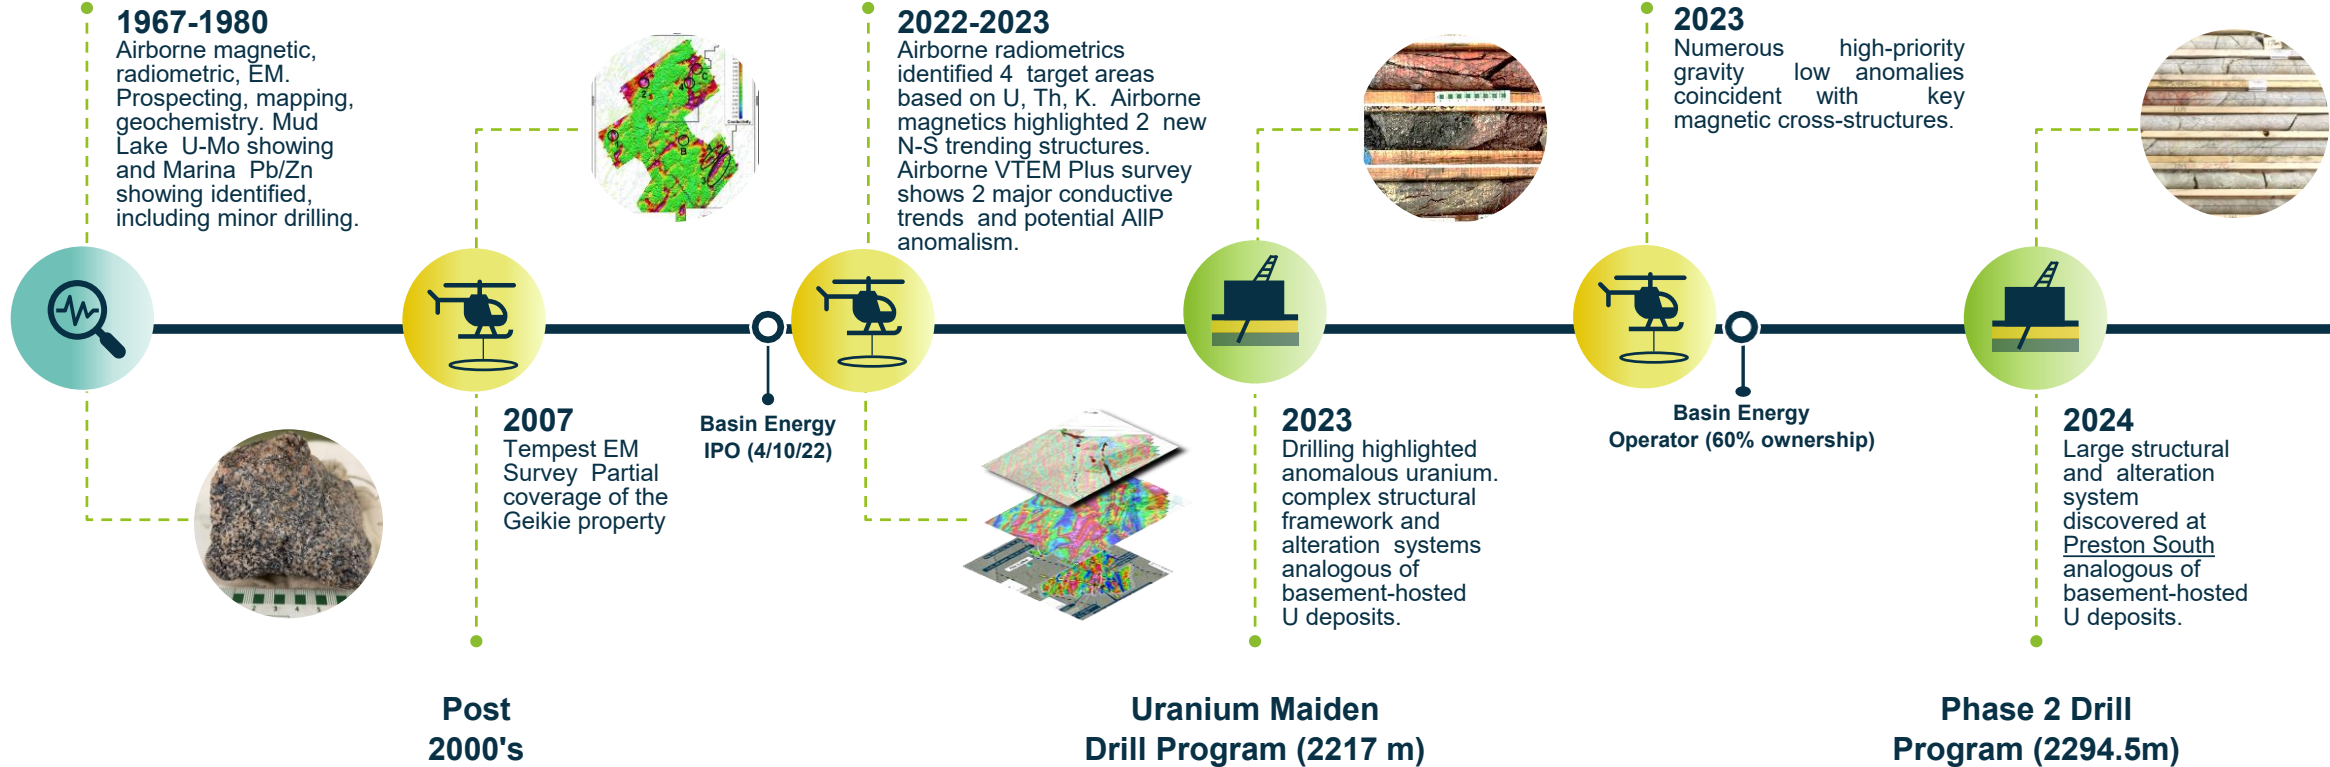 1967-1980
Airborne magnetic,
radiometric, EM.
Prospecting, mapping,
geochemistry. Mud
Lake U-Mo showing
and Marina Pb/Zn
showing identified,
including minor drilling.
2007
Tempest EM
Survey Partial
coverage of the
Geikie property
Post
2000's
Basin Energy
IPO (4/10/22)
2022-2023
Airborne radiometrics
identified 4 target areas
based on U, Th, K. Airborne
magnetics highlighted 2 new
N-S trending structures.
Airborne VTEM Plus survey
shows 2 major conductive
trends and potential AIIP
anomalism.
2023
Drilling highlighted
anomalous uranium.
complex structural
framework and
alteration systems
analogous of
basement-hosted
U deposits.
Uranium Maiden
Drill Program (2217 m)
2023
Numerous high-priority
gravity low anomalies
coincident with key
magnetic cross-structures.
Basin Energy
Operator (60% ownership)
2024
Large structural
and alteration
system
discovered at
Preston South
analogous of
basement-hosted
U deposits.
Phase 2 Drill
Program (2294.5m)